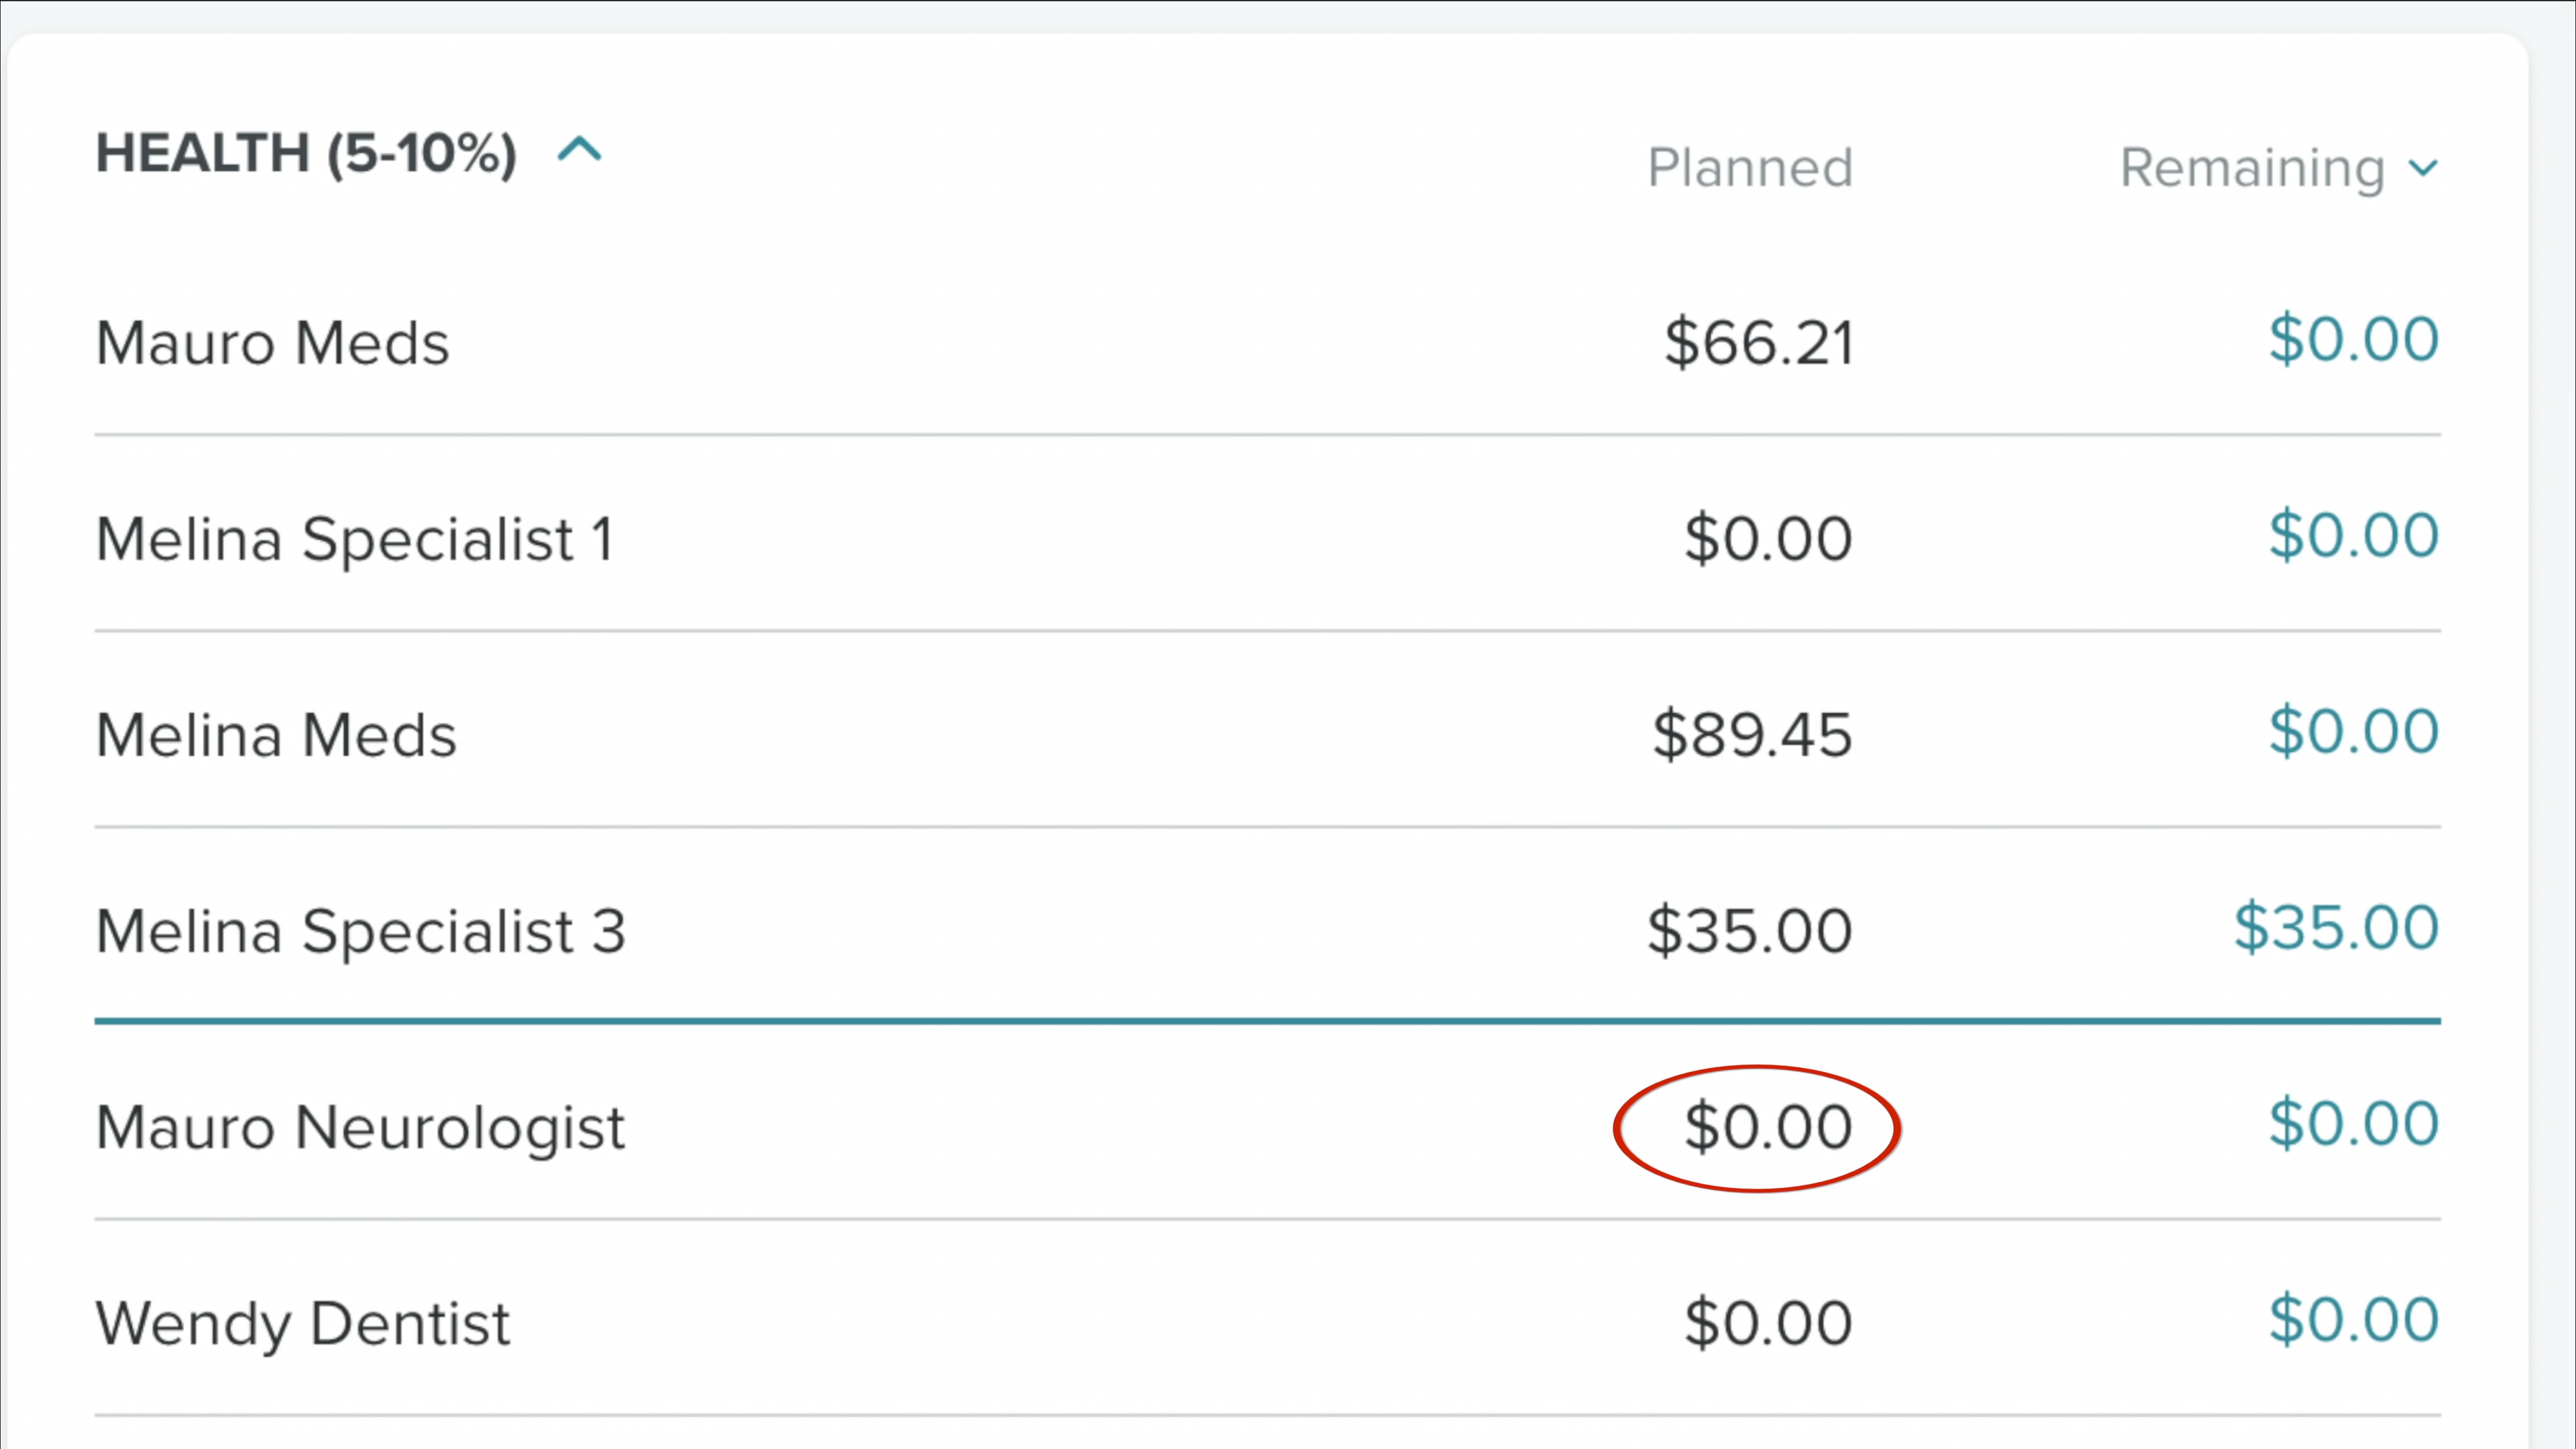 HEALTH (5-10%) Planned Remaining
Mauro Meds $66.21 $0.00
Melina Specialist 1 $0.00 $0.00
Melina Meds $89.45 $0.00
Melina Specialist 3 $35.00 $35.00
Mauro Neurologist $0.00 $0.00
Wendy Dentist $0.00 $0.00